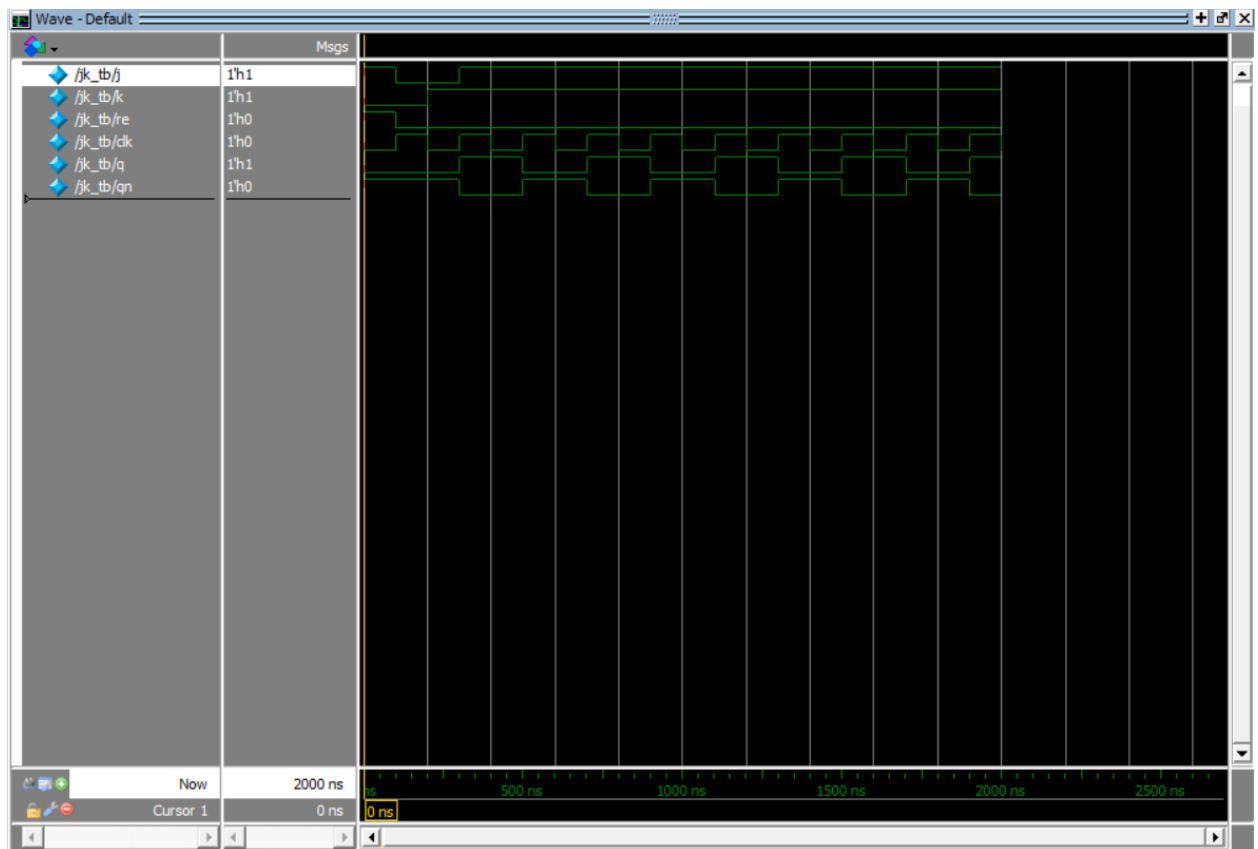 Wave - Default
Msgs
/jk_tb/j 1'h1
/jk_tb/k 1'h1
/jk_tb/re 1'h0
/jk_tb/clk 1'h0
/jk_tb/q 1'h1
/jk_tb/qn 1'h0
Now 2000 ns ns 500 ns 1000 ns 1500 ns 2000 ns 2500 ns
Cursor 1 0 ns 0 ns